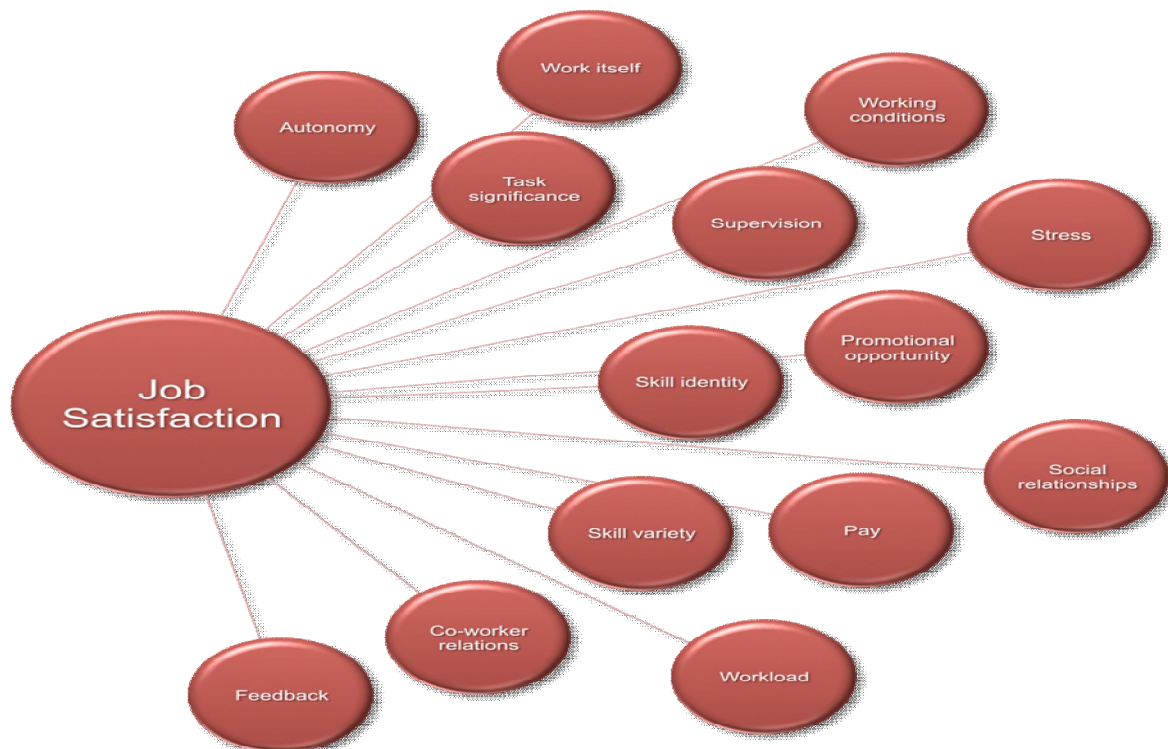 Work itself
Autonomy
Working
conditions
Task
significance
Supervision
Stress
Promotional
opportunity
Skill identity
Job
Satisfaction
Social
relationships
Skill variety
Pay
Co-worker
relations
Workload
Feedback